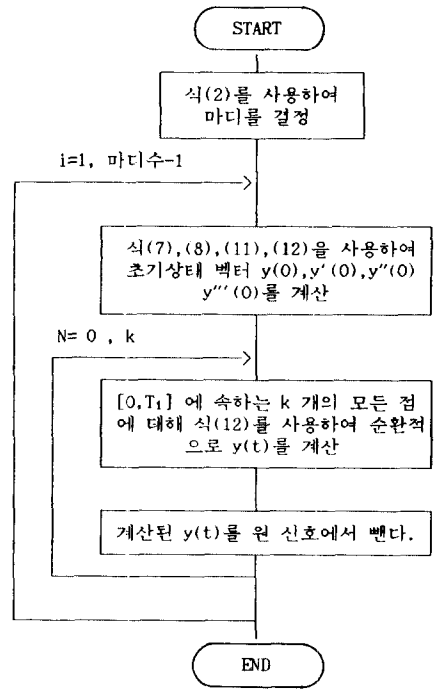 START
식(2)를 사용하여
마디를 결정
i=1, 마디수-1
식(7),(8),(11),(12)을 사용하여
초기상태 벡터 y(0),y'(0),y"(0)
y"'(0)를 계산
N= 0 , k
[0,T₁] 에 속하는 k 개의 모든 점
에 대해 식(12)를 사용하여 순환적
으로 y(t)를 계산
계산된 y(t)를 원 신호에서 뺀다.
END